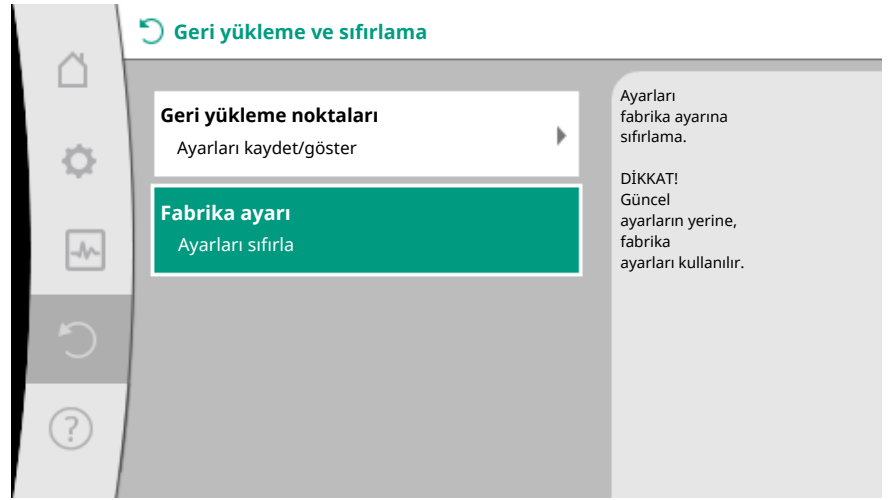 Geri yükleme ve sıfırlama
Geri yükleme noktaları
Ayarları kaydet/göster
Fabrika ayarı
Ayarları sıfırla
Ayarları
fabrika ayarına
sıfırlama.
DİKKAT!
Güncel
ayarların yerine,
fabrika
ayarları kullanılır.
?